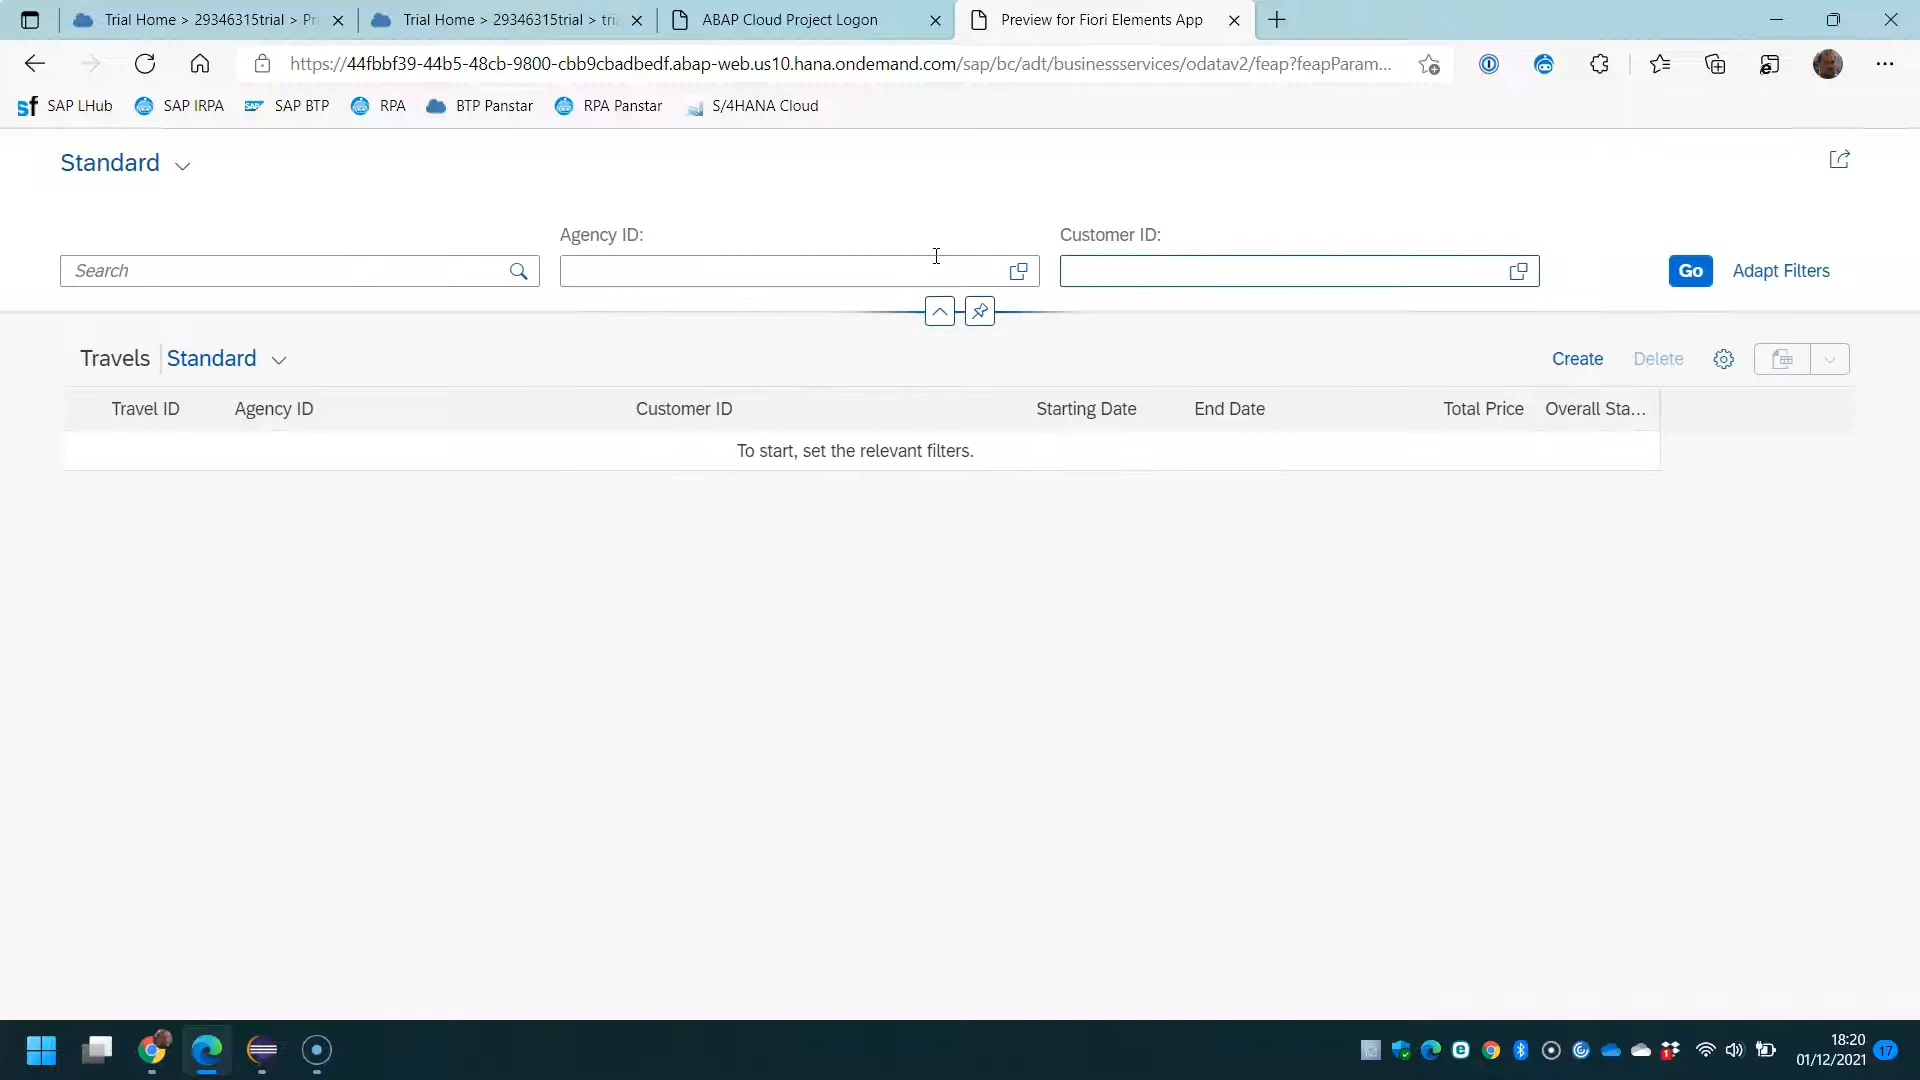 Trial Home > 29346315trial > Pr
Trial Home > 29346315trial > tri
ABAP Cloud Project Logon
Preview for Fiori Elements App
https://44fbbf39-44b5-48cb-9800-cbb9cbadbedf.abap-web.us10.hana.ondemand.com/sap/bc/adt/businessservices/odatav2/feap?feapParam...
sf SAP LHub
SAP IRPA
SAP SAP BTP
RPA
BTP Panstar
RPA Panstar
S/4HANA Cloud
Standard
Agency ID:
Customer ID:
Search
Go
Adapt Filters
Travels
Standard
Create
Delete
Travel ID
Agency ID
Customer ID
Starting Date
End Date
Total Price
Overall Sta...
To start, set the relevant filters.
18:20
01/12/2021
17
1